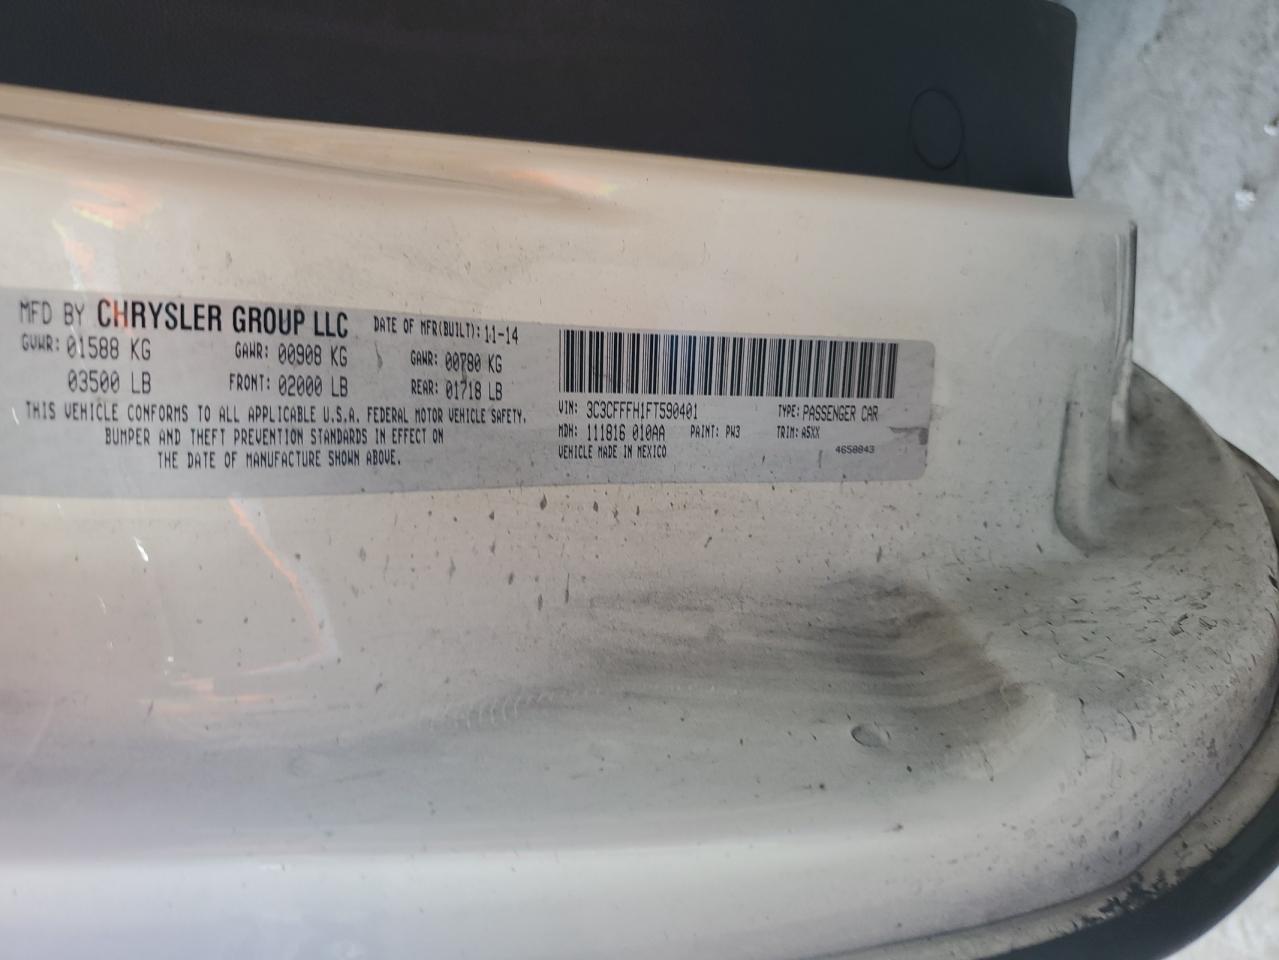 MFD BY CHRYSLER GROUP LLC DATE OF MFR(BUILT): 11-14
GVWR: 01588 KG GAWR: 00908 KG GAWR: 00780 KG
03500 LB FRONT: 02000 LB REAR: 01718 LB
THIS VEHICLE CONFORMS TO ALL APPLICABLE U.S.A. FEDERAL MOTOR VEHICLE SAFETY.
BUMPER AND THEFT PREVENTION STANDARDS IN EFFECT ON
THE DATE OF MANUFACTURE SHOWN ABOVE.
VIN: 3C3CFFFH1FT590401 TYPE: PASSENGER CAR
MDH: 111816 010AA PAINT: PW3 TRIM: A5XX
VEHICLE MADE IN MEXICO 4658843